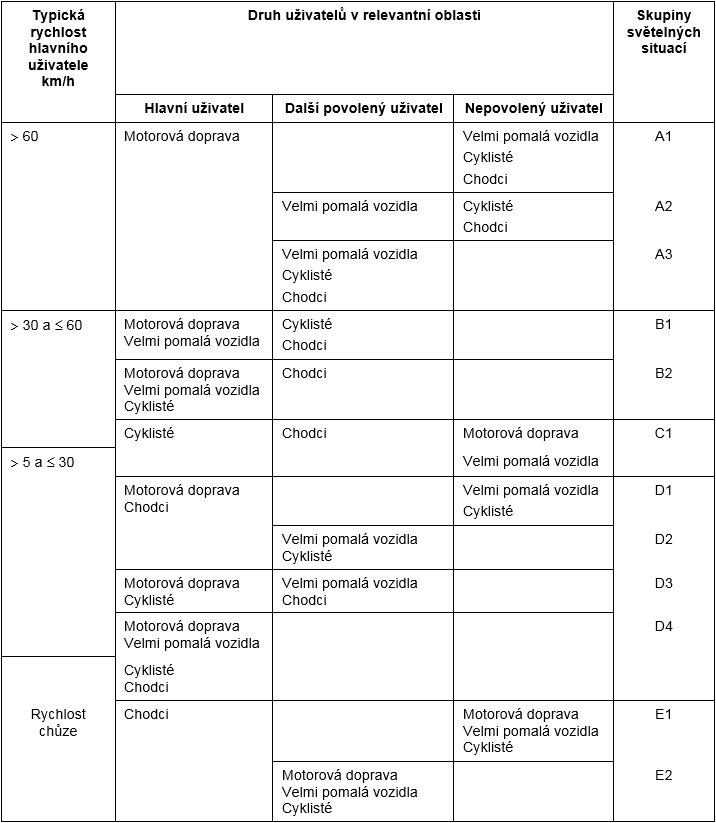 Typická
rychlost
hlavního
uživatele
km/h
Druh uživatelů v relevantní oblasti
Skupiny
světelných
situací
Hlavní uživatel
Další povolený uživatel
Nepovolený uživatel
> 60
Motorová doprava
Velmi pomalá vozidla
Cyklisté
Chodci
A1
Velmi pomalá vozidla
Cyklisté
Chodci
A2
Velmi pomalá vozidla
Cyklisté
Chodci
A3
> 30 a ≤ 60
Motorová doprava
Velmi pomalá vozidla
Cyklisté
Chodci
B1
Motorová doprava
Velmi pomalá vozidla
Cyklisté
Chodci
B2
Cyklisté
Chodci
Motorová doprava
Velmi pomalá vozidla
C1
> 5 a ≤ 30
Motorová doprava
Chodci
Velmi pomalá vozidla
Cyklisté
D1
Velmi pomalá vozidla
Cyklisté
D2
Motorová doprava
Cyklisté
Velmi pomalá vozidla
Chodci
D3
Motorová doprava
Velmi pomalá vozidla
Cyklisté
Chodci
D4
Rychlost
chůze
Chodci
Motorová doprava
Velmi pomalá vozidla
Cyklisté
E1
Motorová doprava
Velmi pomalá vozidla
Cyklisté
E2